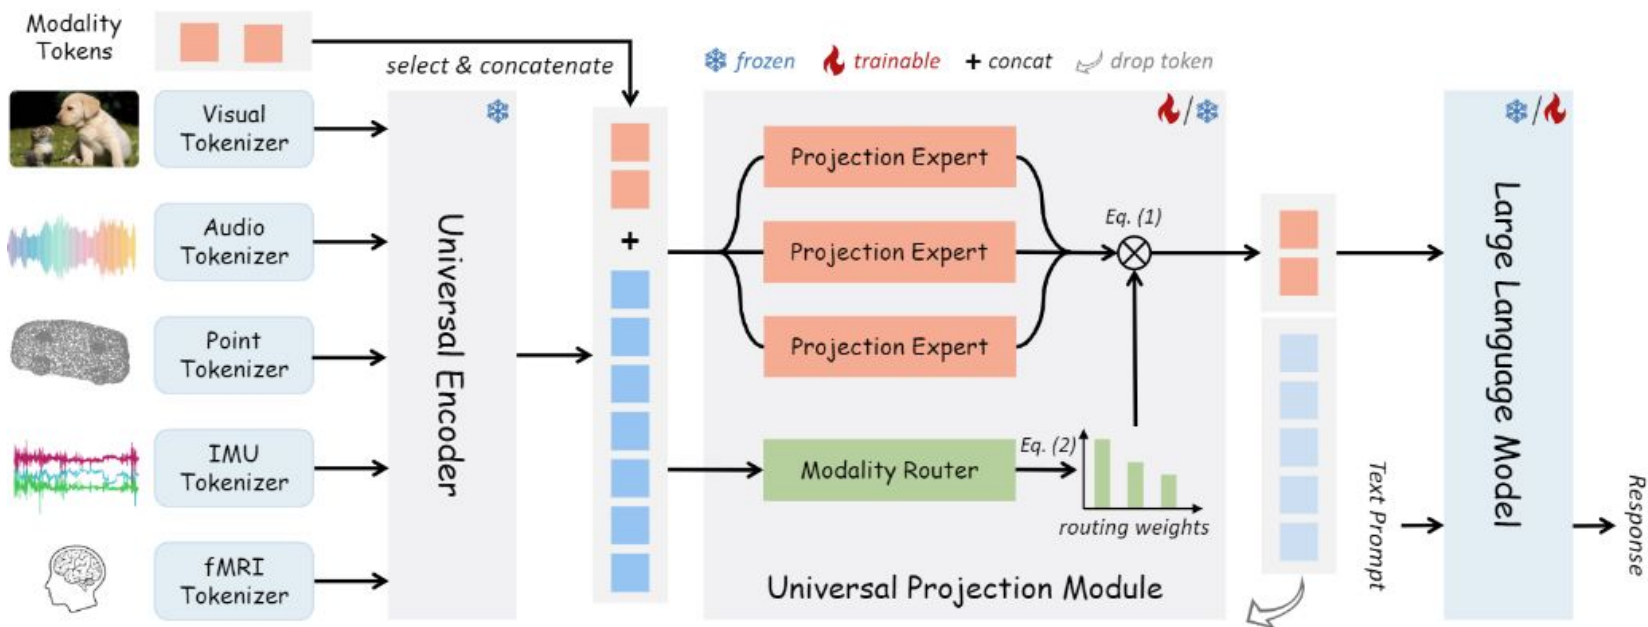 Modality
Tokens
select & concatenate
frozen
trainable
+ concat
drop token
Visual
Tokenizer
Audio
Tokenizer
Point
Tokenizer
IMU
Tokenizer
fMRI
Tokenizer
Universal Encoder
+
Projection Expert
Projection Expert
Projection Expert
Eq. (1)
Modality Router
Eq. (2)
routing weights
Universal Projection Module
/
/
Large Language Model
Text Prompt
Response